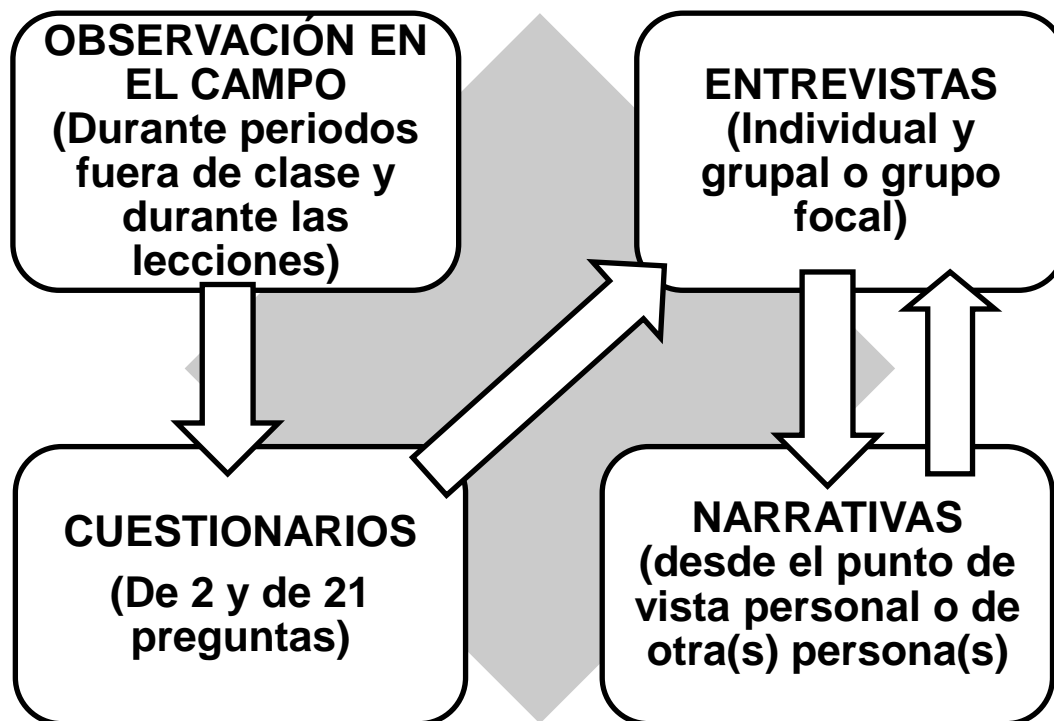 OBSERVACIÓN EN
EL CAMPO
(Durante periodos
fuera de clase y
durante las
lecciones)
ENTREVISTAS
(Individual y
grupal o grupo
focal)
CUESTIONARIOS
(De 2 y de 21
preguntas)
NARRATIVAS
(desde el punto de
vista personal o de
otra(s) persona(s)